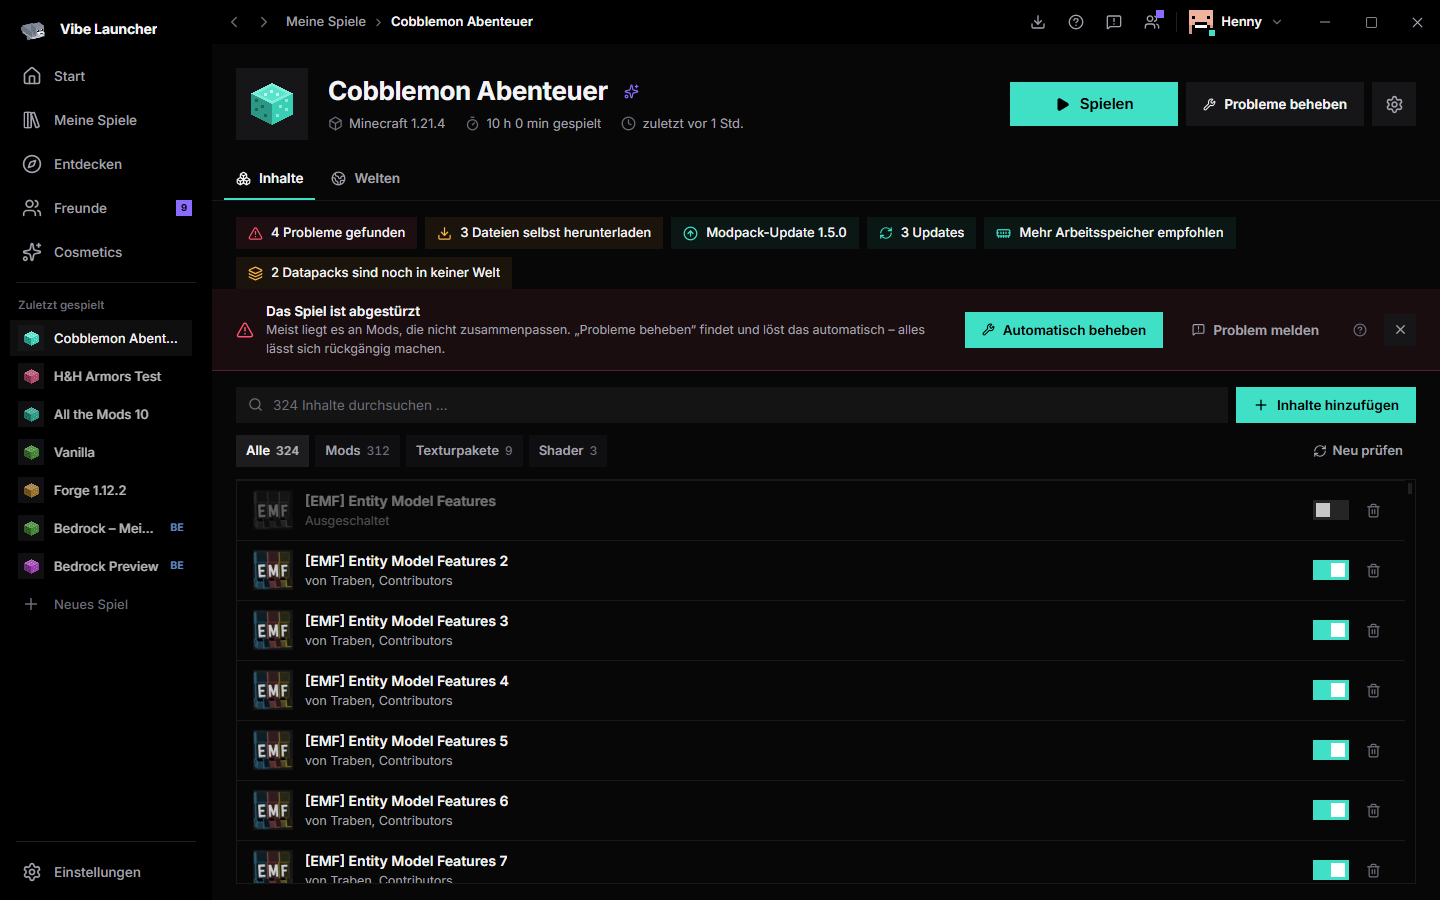 Vibe Launcher
Meine Spiele > Cobblemon Abenteuer
Henny
Start
Meine Spiele
Entdecken
Freunde 9
Cosmetics
Zuletzt gespielt
Cobblemon Abent...
H&H Armors Test
All the Mods 10
Vanilla
Forge 1.12.2
Bedrock – Mei... BE
Bedrock Preview BE
Neues Spiel
Einstellungen
Cobblemon Abenteuer
Minecraft 1.21.4
10 h 0 min gespielt
zuletzt vor 1 Std.
Spielen
Probleme beheben
Inhalte
Welten
4 Probleme gefunden
3 Dateien selbst herunterladen
Modpack-Update 1.5.0
3 Updates
Mehr Arbeitsspeicher empfohlen
2 Datapacks sind noch in keiner Welt
Das Spiel ist abgestürzt
Meist liegt es an Mods, die nicht zusammenpassen. „Probleme beheben“ findet und löst das automatisch – alles
lässt sich rückgängig machen.
Automatisch beheben
Problem melden
324 Inhalte durchsuchen ...
Inhalte hinzufügen
Alle 324
Mods 312
Texturpakete 9
Shader 3
Neu prüfen
EMF
[EMF] Entity Model Features
Ausgeschaltet
EMF
[EMF] Entity Model Features 2
von Traben, Contributors
EMF
[EMF] Entity Model Features 3
von Traben, Contributors
EMF
[EMF] Entity Model Features 4
von Traben, Contributors
EMF
[EMF] Entity Model Features 5
von Traben, Contributors
EMF
[EMF] Entity Model Features 6
von Traben, Contributors
EMF
[EMF] Entity Model Features 7
von Traben, Contributors